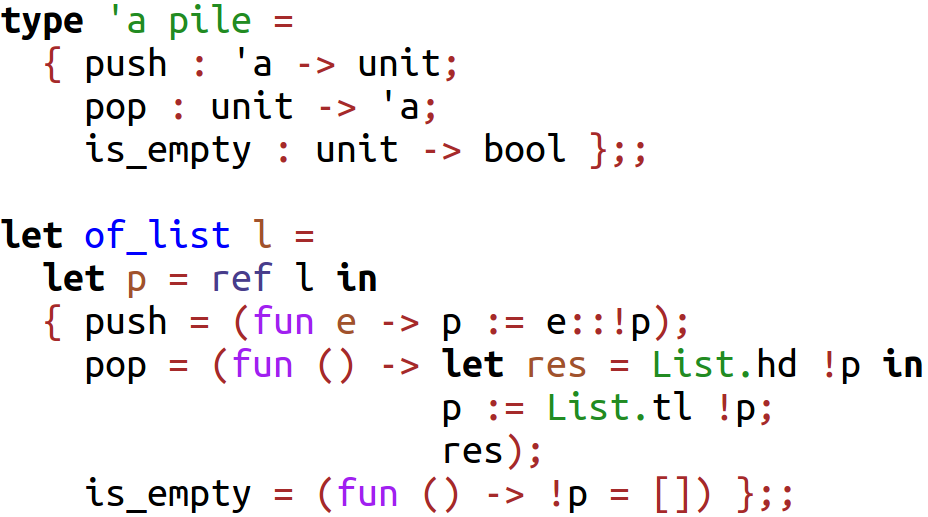 type 'a pile =
  { push : 'a -> unit;
    pop : unit -> 'a;
    is_empty : unit -> bool };;

let of_list l =
  let p = ref l in
  { push = (fun e -> p := e::!p);
    pop = (fun () -> let res = List.hd !p in
                     p := List.tl !p;
                     res);
    is_empty = (fun () -> !p = []) };;